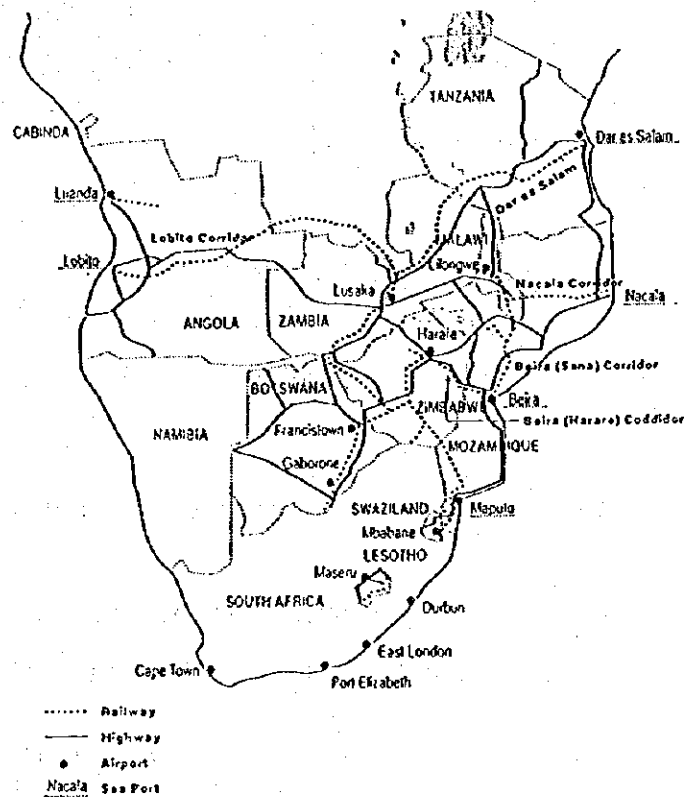 TANZANIA
CABINDA
Dar es Salam
Luanda
Dar es Salam
Lobito Corridor
MALAWI
Lobito
Lilongwe
Lusaka
Nacala Corridor
Nacala
ANGOLA
ZAMBIA
Harare
Beira (Sena) Corridor
BOTSWANA
ZIMBABWE
Beira
NAMIBIA
Francistown
Beira (Harare) Coddidor
MOZAMBIQUE
Gaborone
SWAZILAND
Maputo
Mbabane
LESOTHO
Maseru
SOUTH AFRICA
Durbun
East London
Cape Town
Port Elizabeth
Railway
Highway
Airport
Nacala Sea Port